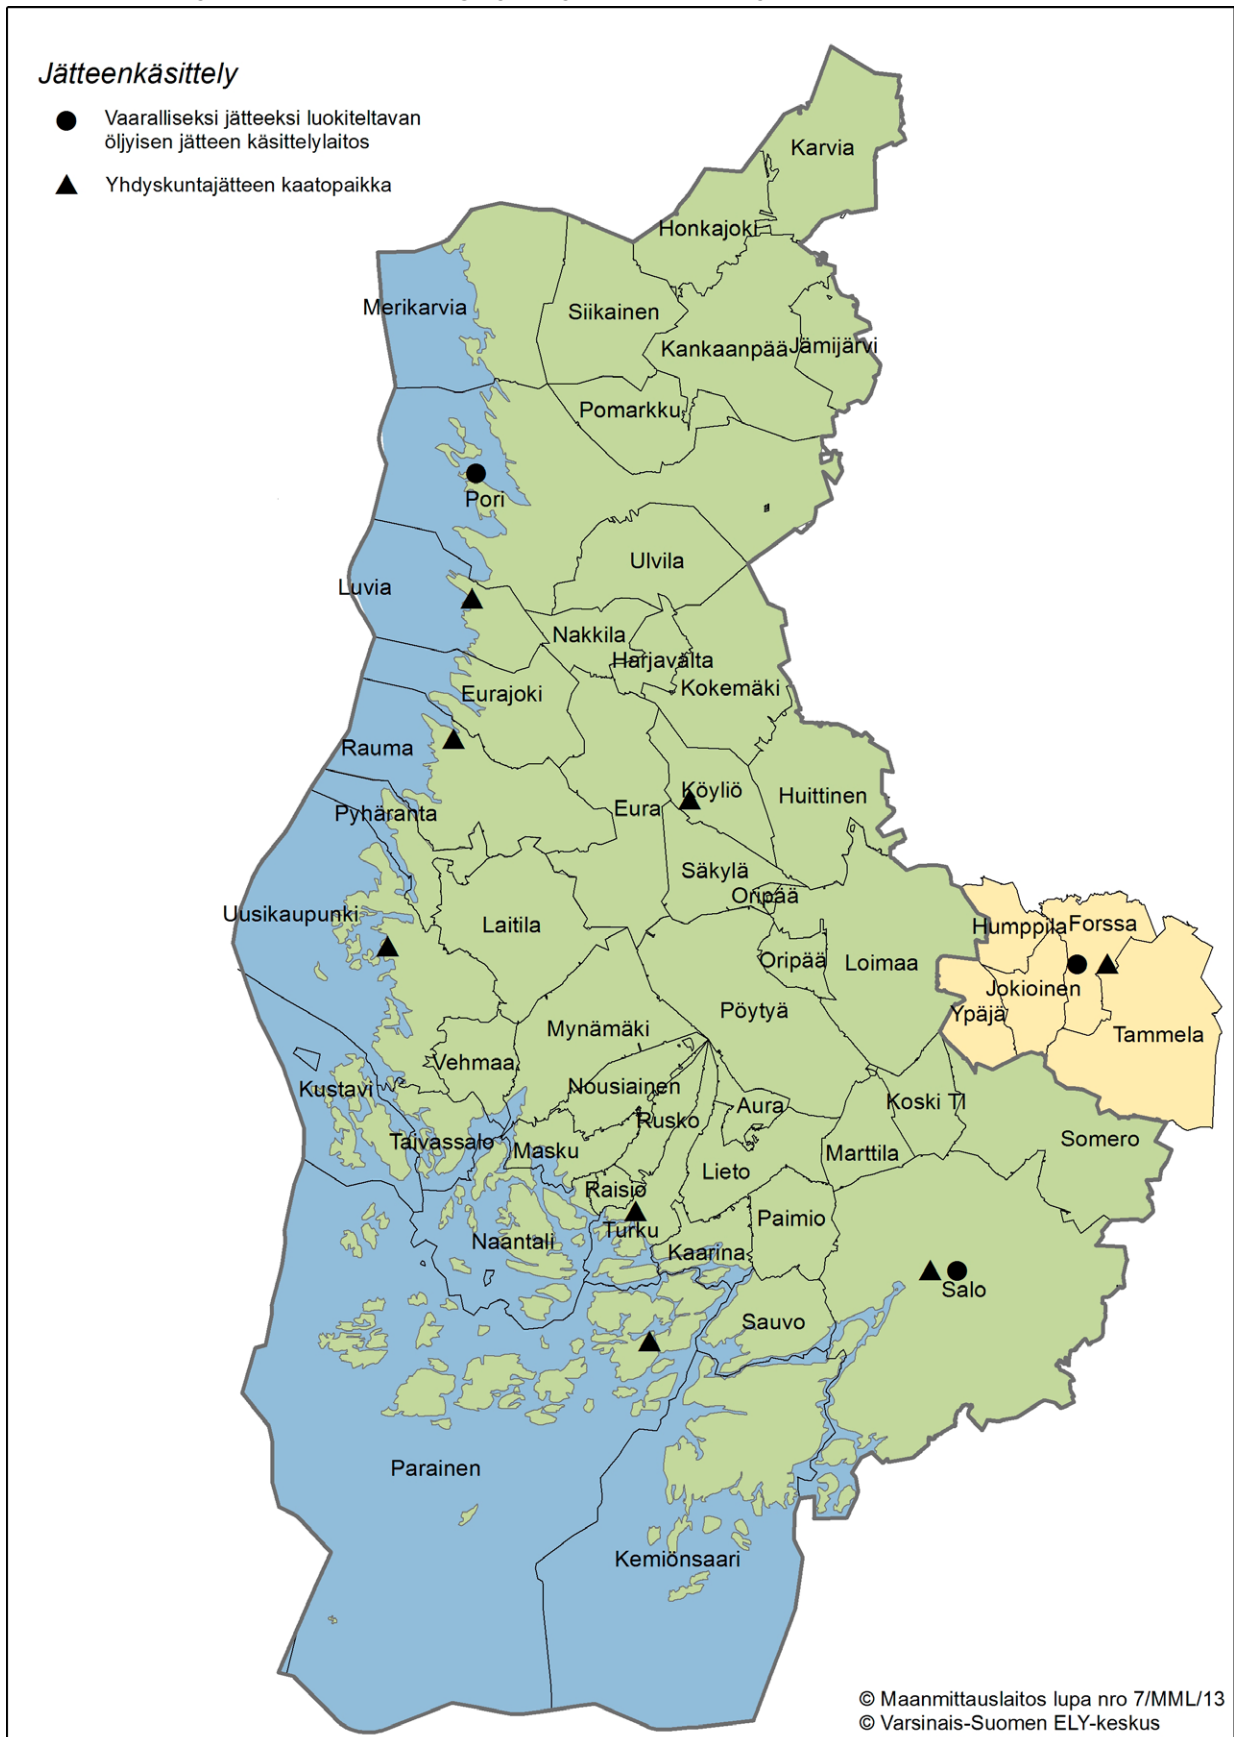 Jätteenkäsittely
Vaaralliseksi jätteeksi luokiteltavan
öljyisen jätteen käsittelylaitos
Yhdyskuntajätteen kaatopaikka
Karvia
Honkajoki
Merikarvia
Siikainen
Kankaanpää
Jämijärvi
Pomarkku
Pori
Ulvila
Luvia
Nakkila
Harjavalta
Kokemäki
Eurajoki
Rauma
Köyliö
Huittinen
Pyhäranta
Eura
Säkylä
Oripää
Uusikaupunki
Laitila
Humppila
Forssa
Oripää
Loimaa
Jokioinen
Ypäjä
Pöytyä
Mynämäki
Tammela
Vehmaa
Kustavi
Nousiainen
Aura
Koski Tl
Rusko
Taivassalo
Masku
Marttila
Somero
Lieto
Raisio
Paimio
Turku
Naantali
Kaarina
Salo
Sauvo
Parainen
Kemiönsaari
© Maanmittauslaitos lupa nro 7/MML/13
© Varsinais-Suomen ELY-keskus